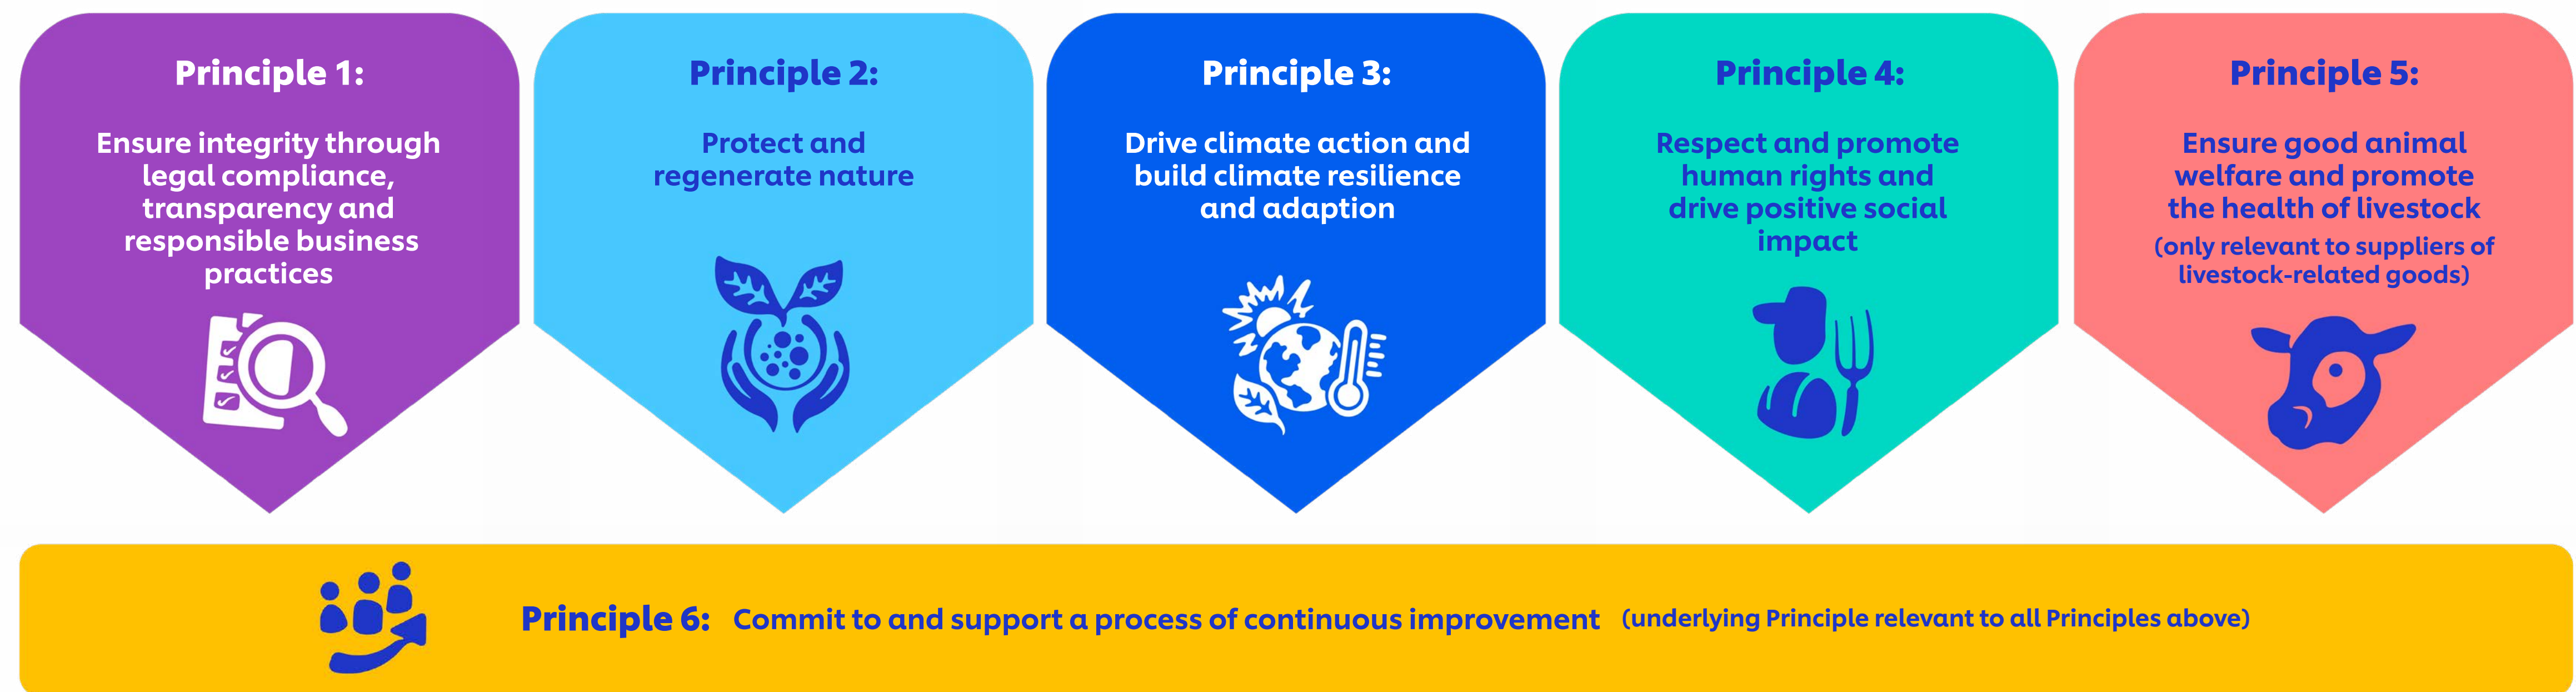 Principle 1:
Ensure integrity through
legal compliance,
transparency and
responsible business
practices
Principle 2:
Protect and
regenerate nature
Principle 3:
Drive climate action and
build climate resilience
and adaption
Principle 4:
Respect and promote
human rights and
drive positive social
impact
Principle 5:
Ensure good animal
welfare and promote
the health of livestock
(only relevant to suppliers of
livestock-related goods)
Principle 6: Commit to and support a process of continuous improvement (underlying Principle relevant to all Principles above)